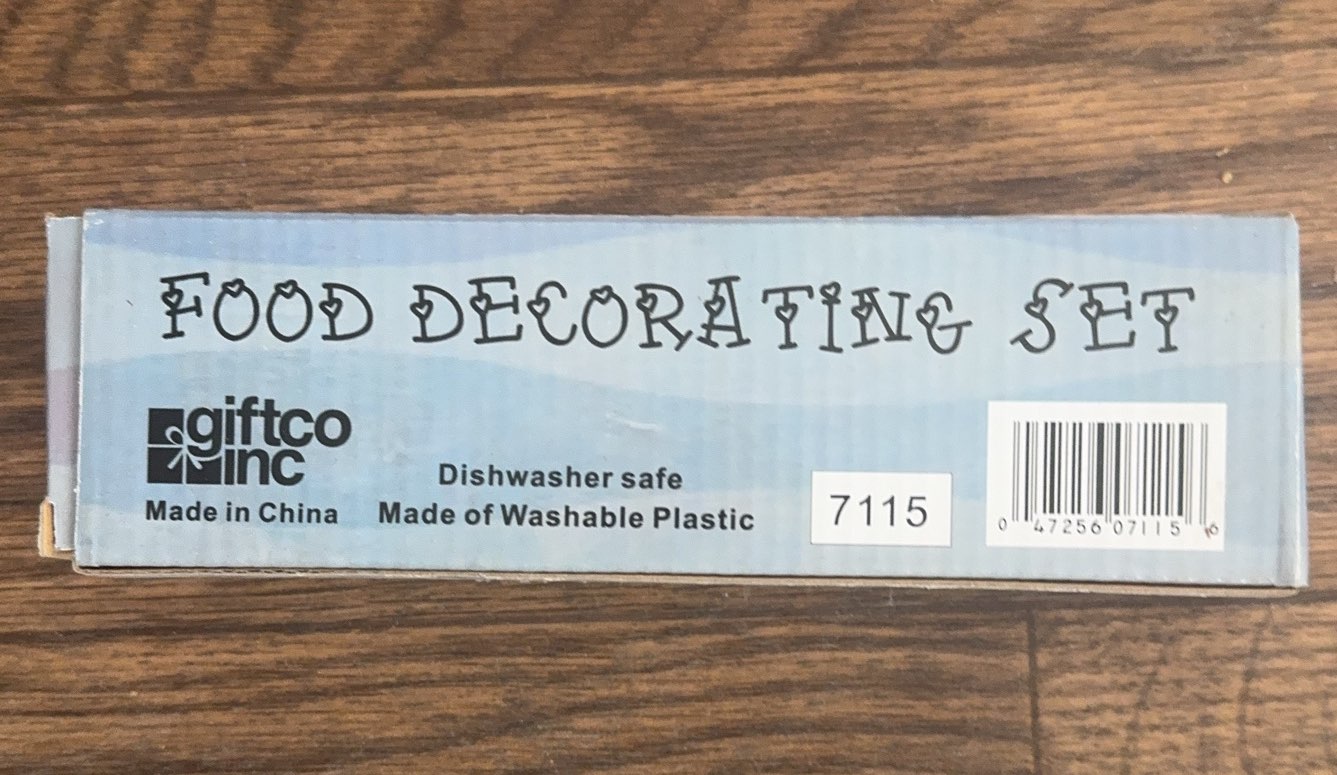 FOOD DECORATING SET
giftco
inc
Made in China
Dishwasher safe
Made of Washable Plastic
7115
0 47256 07115 6